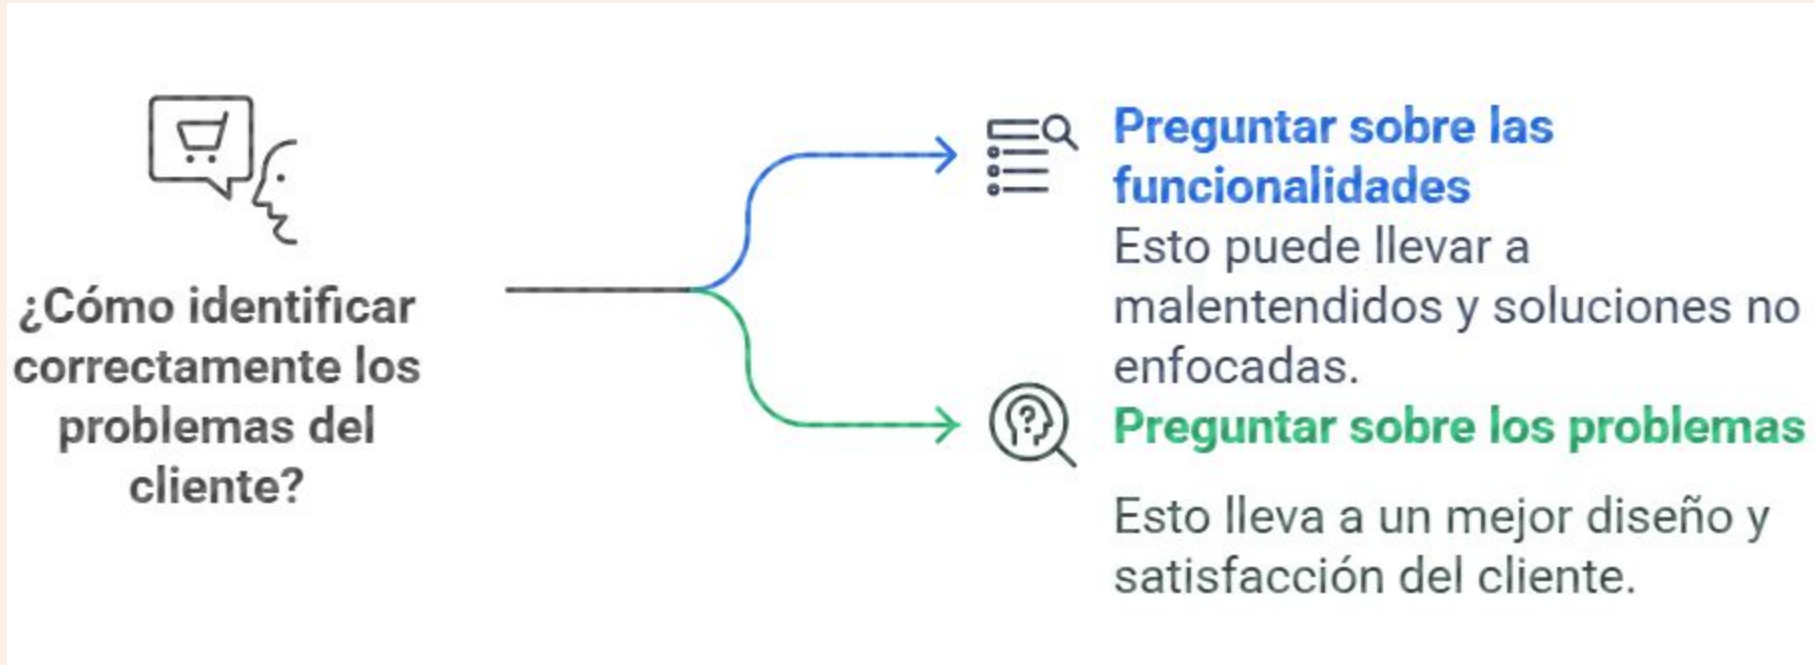 ¿Cómo identificar
correctamente los
problemas del
cliente?
Preguntar sobre las
funcionalidades
Esto puede llevar a
malentendidos y soluciones no
enfocadas.
Preguntar sobre los problemas
Esto lleva a un mejor diseño y
satisfacción del cliente.